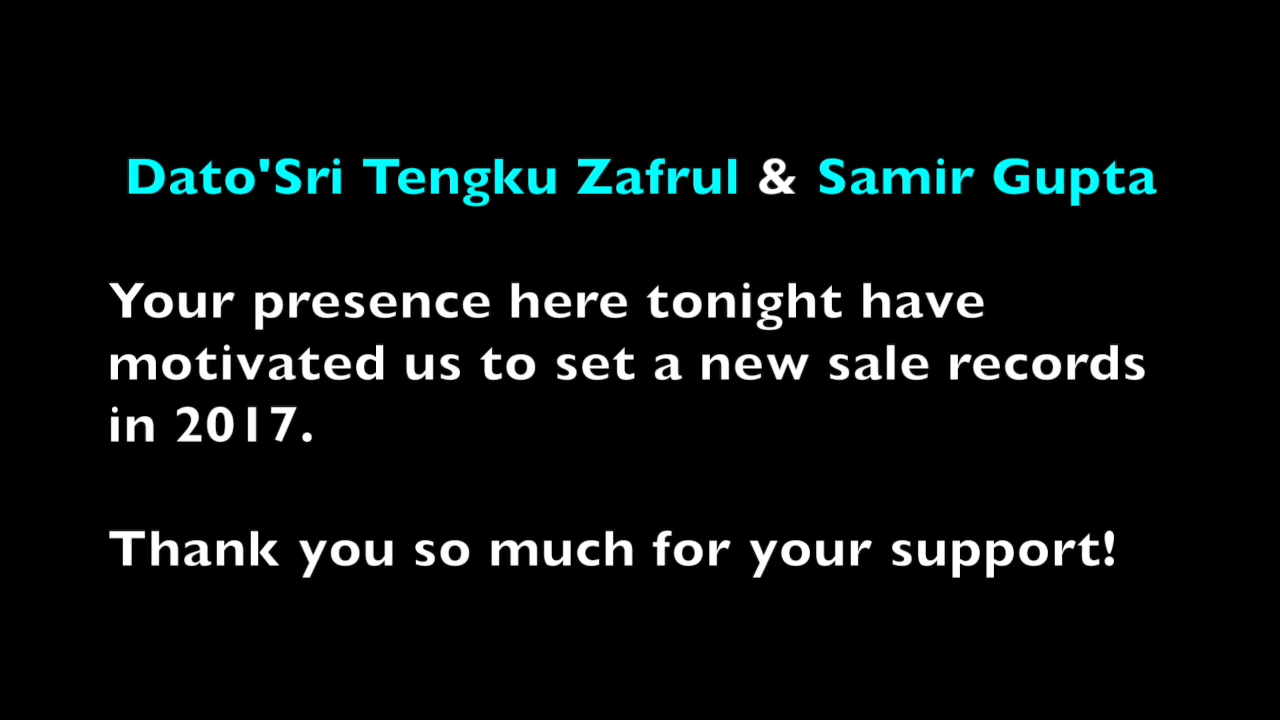 Dato'Sri Tengku Zafrul & Samir Gupta
Your presence here tonight have
motivated us to set a new sale records
in 2017.
Thank you so much for your support!